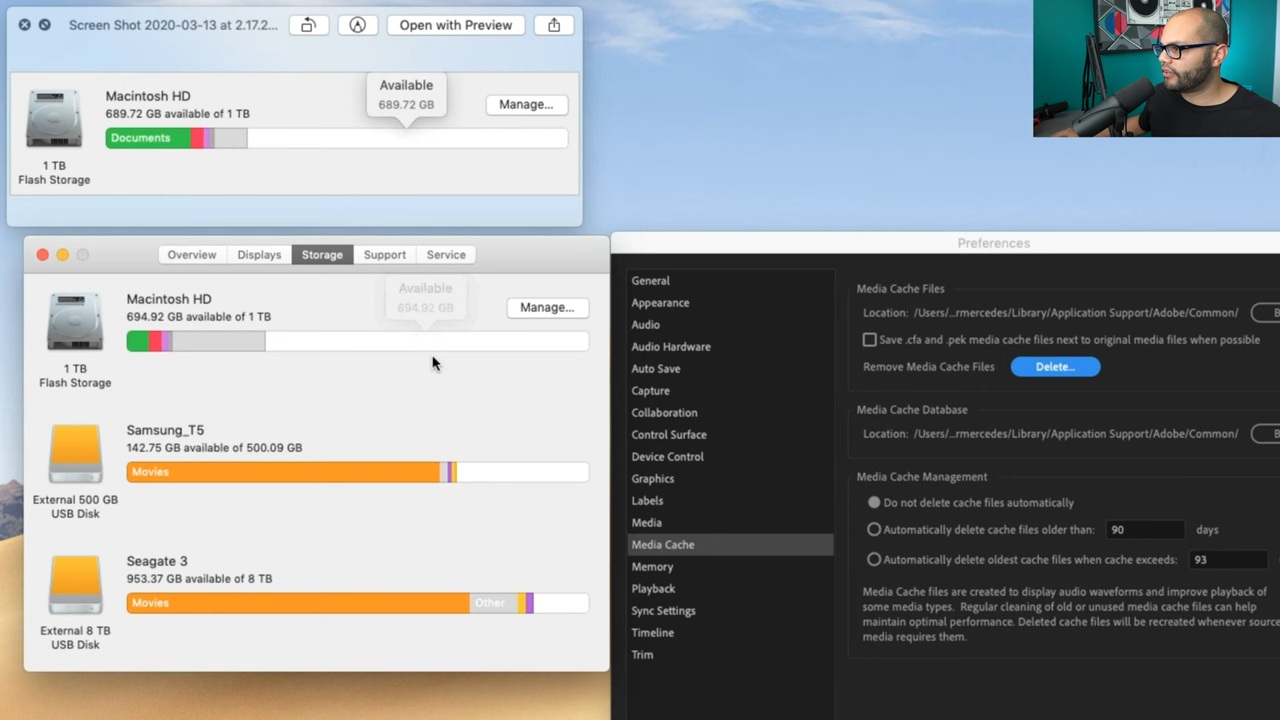 Screen Shot 2020-03-13 at 2.17.2...
Open with Preview
Macintosh HD
689.72 GB available of 1 TB
Available
689.72 GB
Manage...
Documents
1 TB
Flash Storage
Overview
Displays
Storage
Support
Service
Macintosh HD
694.92 GB available of 1 TB
Available
694.92 GB
Manage...
1 TB
Flash Storage
Samsung_T5
142.75 GB available of 500.09 GB
Movies
External 500 GB
USB Disk
Seagate 3
953.37 GB available of 8 TB
Movies
Other
External 8 TB
USB Disk
Preferences
General
Appearance
Audio
Audio Hardware
Auto Save
Capture
Collaboration
Control Surface
Device Control
Graphics
Labels
Media
Media Cache
Memory
Playback
Sync Settings
Timeline
Trim
Media Cache Files
Location: /Users/...rmercedes/Library/Application Support/Adobe/Common/
B
Save .cfa and .pek media cache files next to original media files when possible
Remove Media Cache Files
Delete...
Media Cache Database
Location: /Users/...rmercedes/Library/Application Support/Adobe/Common/
B
Media Cache Management
Do not delete cache files automatically
Automatically delete cache files older than: 90 days
Automatically delete oldest cache files when cache exceeds: 93
Media Cache files are created to display audio waveforms and improve playback of
some media types. Regular cleaning of old or unused media cache files can help
maintain optimal performance. Deleted cache files will be recreated whenever source
media requires them.